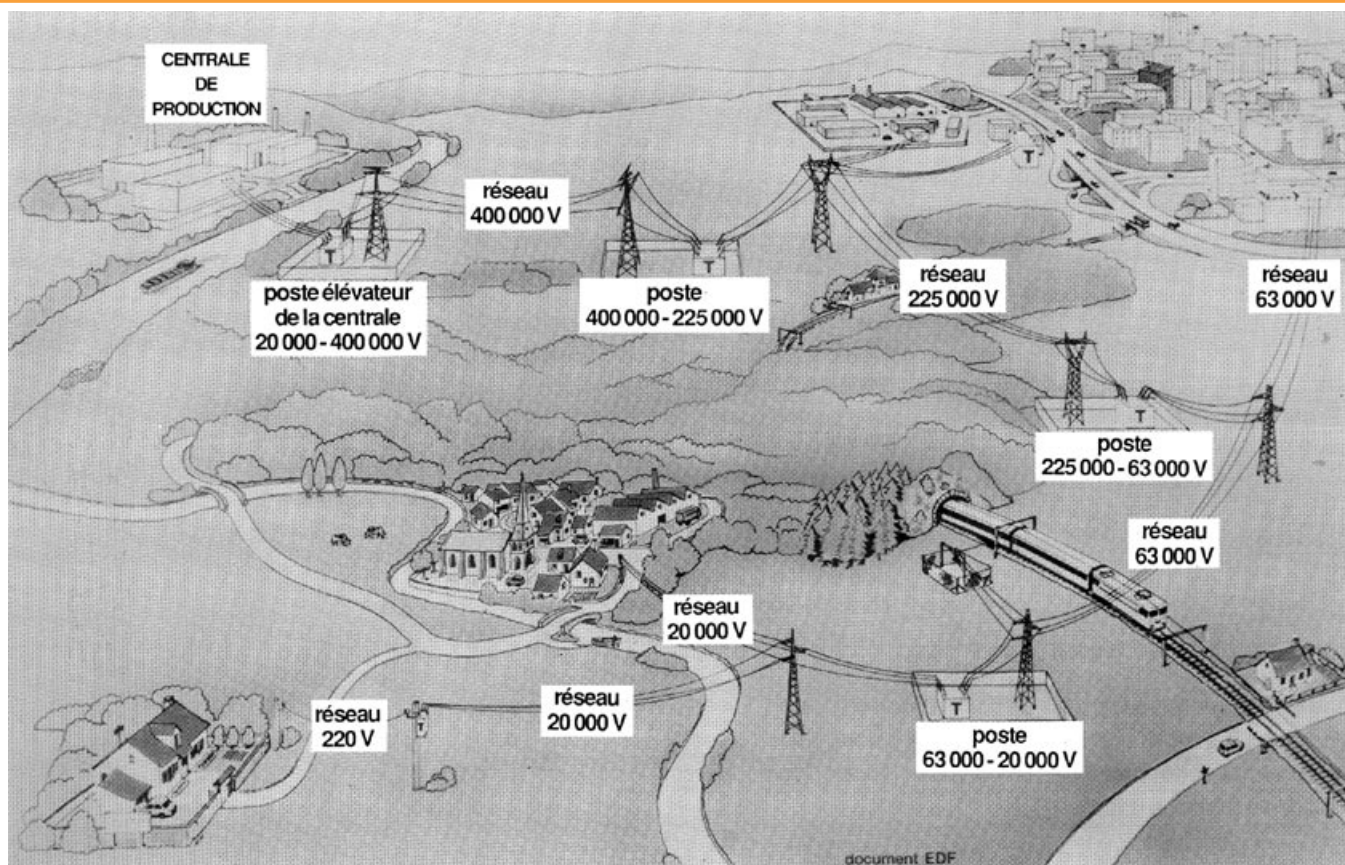 CENTRALE
DE
PRODUCTION
réseau
400 000 V
poste élévateur
de la centrale
20 000 - 400 000 V
T
poste
400 000 - 225 000 V
T
T
réseau
225 000 V
réseau
63 000 V
poste
225 000 - 63 000 V
T
réseau
63 000 V
réseau
20 000 V
réseau
20 000 V
réseau
220 V
T
poste
63 000 - 20 000 V
T
document EDF